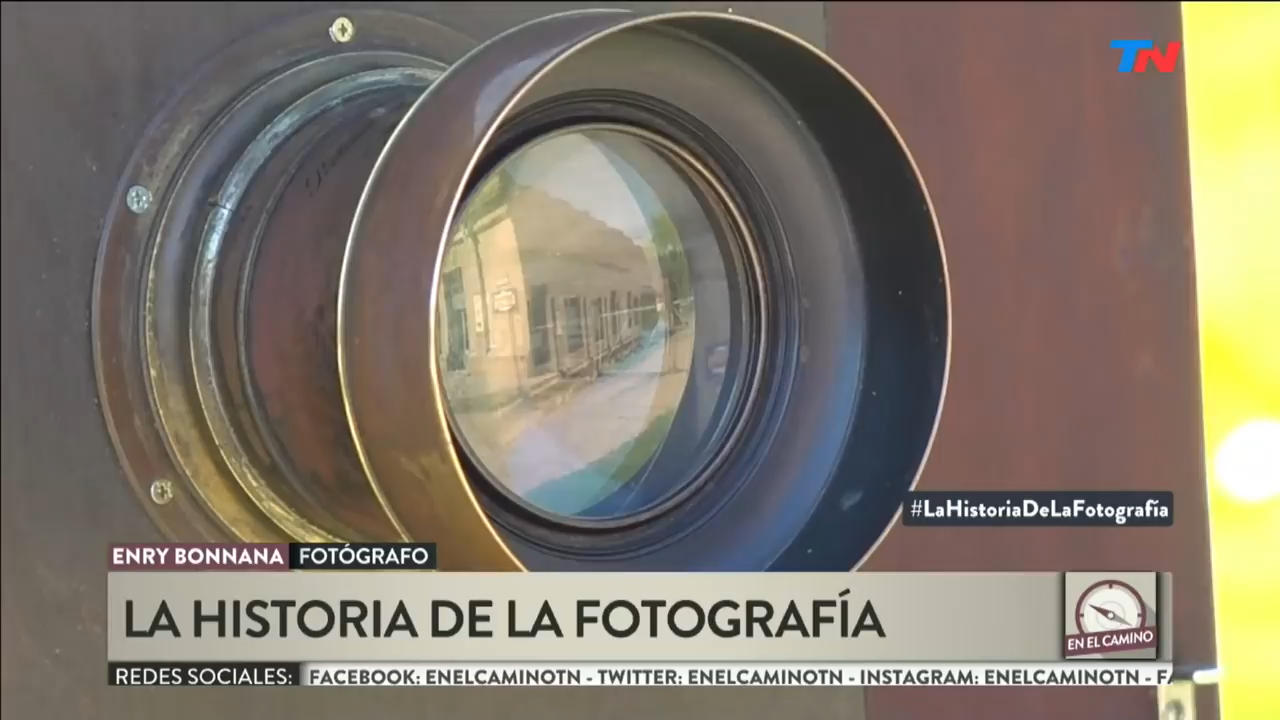 TN
#LaHistoriaDeLaFotografía
ENRY BONNANA FOTÓGRAFO
LA HISTORIA DE LA FOTOGRAFÍA
EN EL CAMINO
REDES SOCIALES: FACEBOOK: ENELCAMINOTN - TWITTER: ENELCAMINOTN - INSTAGRAM: ENELCAMINOTN -